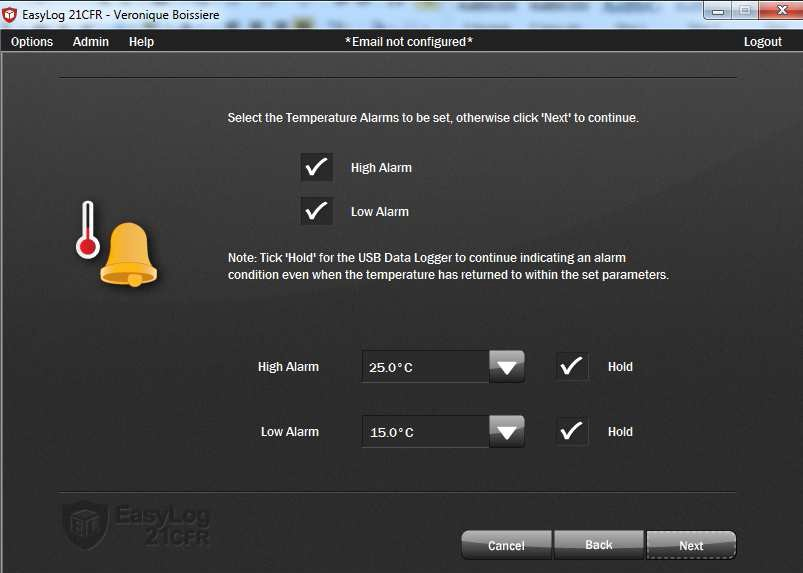 EasyLog 21CFR - Veronique Boissiere
Options Admin Help *Email not configured* Logout
Select the Temperature Alarms to be set, otherwise click 'Next' to continue.
High Alarm
Low Alarm
Note: Tick 'Hold' for the USB Data Logger to continue indicating an alarm
condition even when the temperature has returned to within the set parameters.
High Alarm 25.0°C Hold
Low Alarm 15.0°C Hold
EasyLog
21CFR
Cancel Back Next